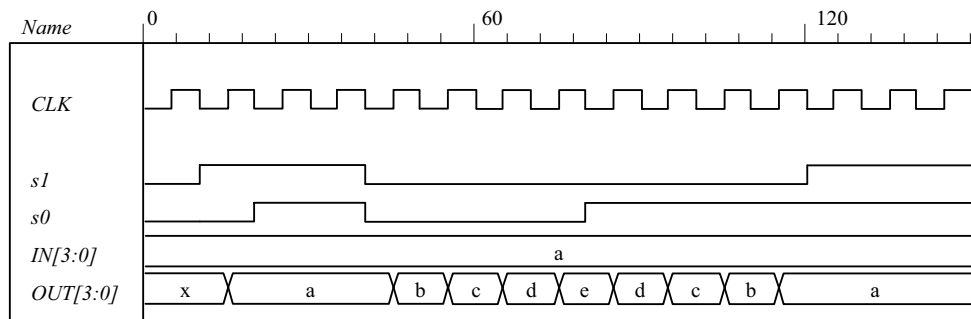 Name 0 60 120
CLK
s1
s0
IN[3:0] a
OUT[3:0] x a b c d e d c b a